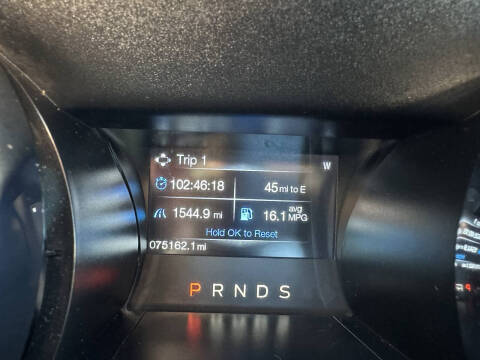 Trip 1
W
102:46:18 45 mi to E
1544.9 mi 16.1 avg MPG
Hold OK to Reset
075162.1 mi
P R N D S